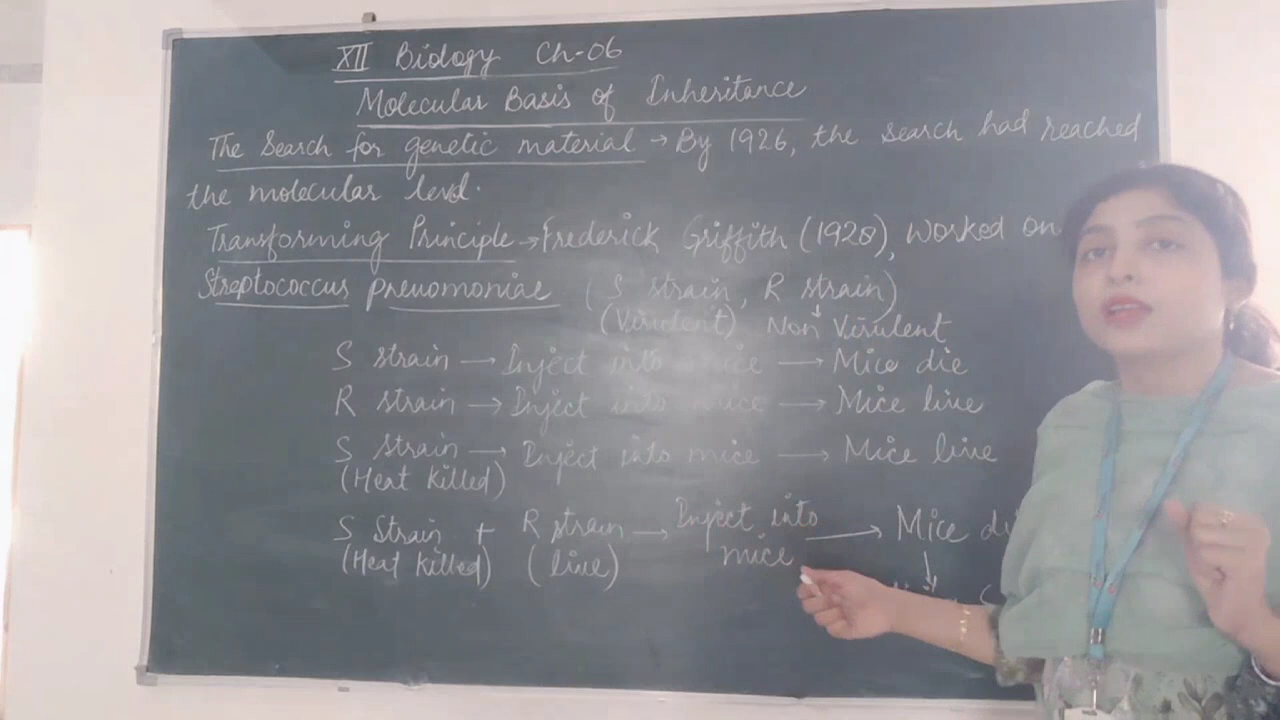 XII Biology Ch-06
Molecular Basis of Inheritance
The Search for genetic material → By 1926, the search had reached
the molecular level.
Transforming Principle → Frederick Griffith (1928), worked on
Streptococcus pneumoniae (S strain, R strain)
(Virulent) Non Virulent
S strain → Inject into mice → Mice die
R strain → Inject into mice → Mice live
S strain → Inject into mice → Mice live
(Heat killed)
S Strain + R strain → Inject into mice → Mice
(Heat killed) (live)